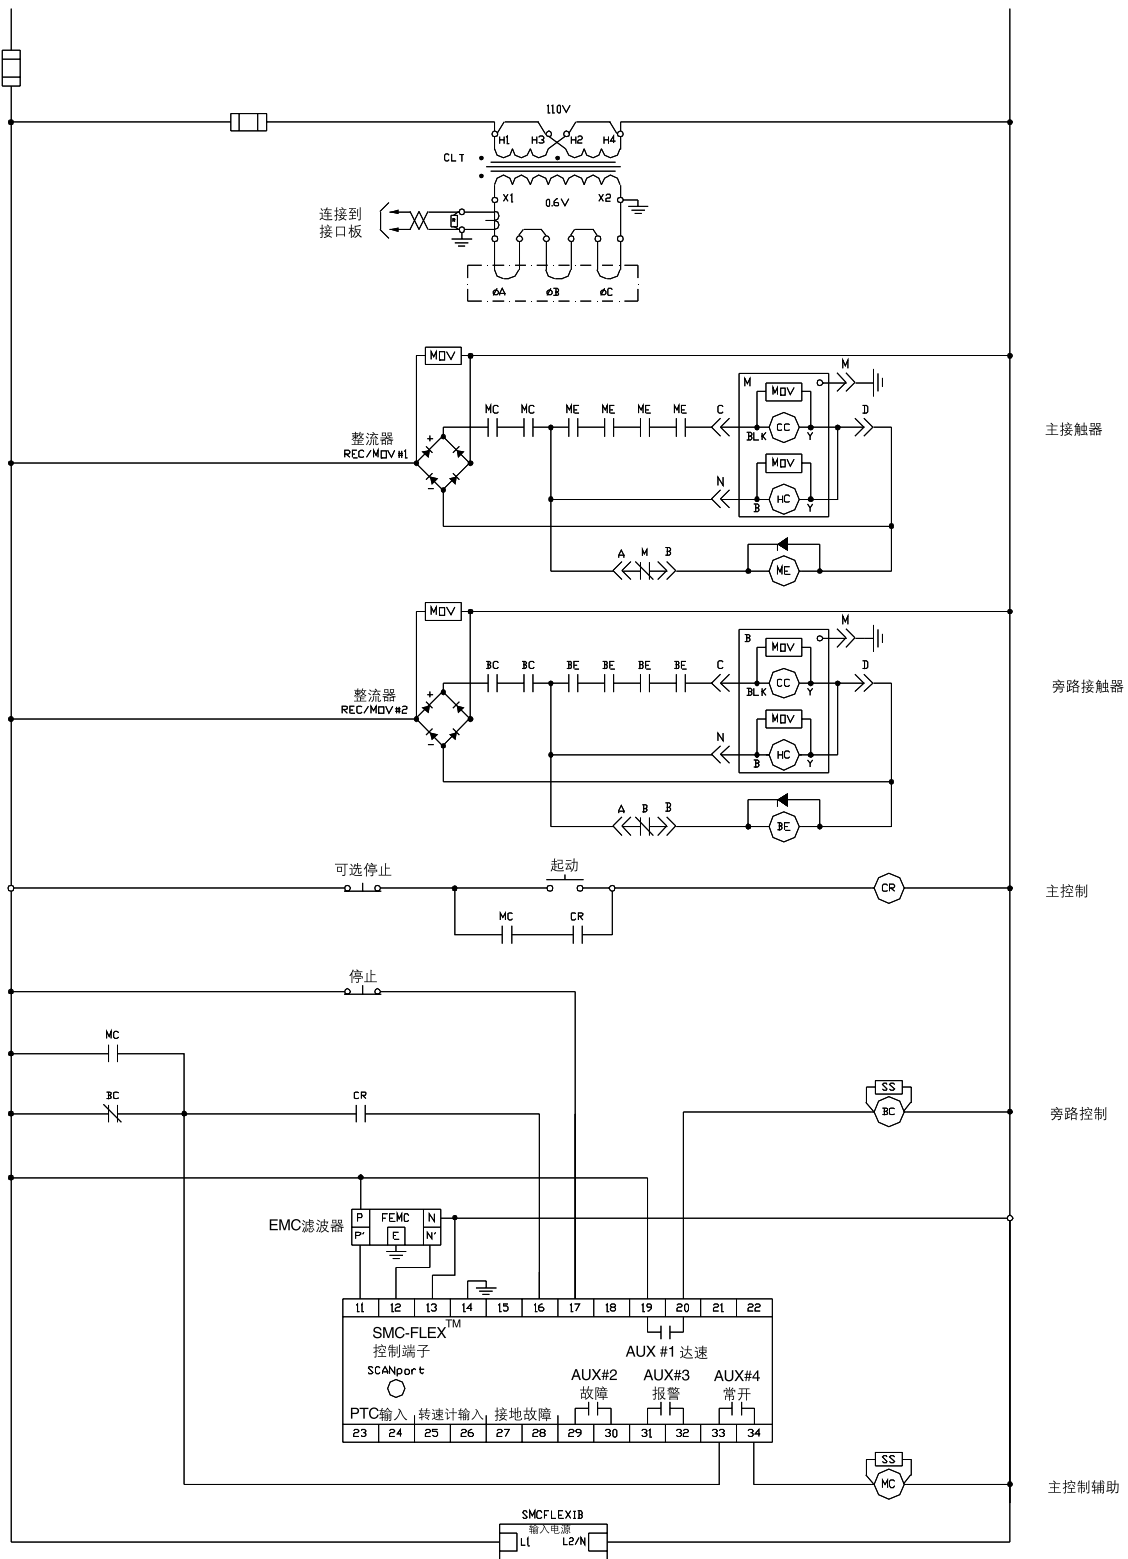 110V
H1 H3 H2 H4
CLT
X1 0.6V X2
连接到
接口板
øA øB øC
MOV
M
M
MOV
MC MC ME ME ME ME C CC D
BLK Y
主接触器
整流器
REC/MOV #1
+
-
MOV
N HC
B Y
A M B
ME
MOV
M
B
MOV
BC BC BE BE BE BE C CC D
BLK Y
旁路接触器
整流器
REC/MOV #2
+
-
MOV
N HC
B Y
A B B
BE
可选停止 起动
CR 主控制
MC CR
停止
MC
BC CR
SS
BC 旁路控制
EMC滤波器
P FEMC N
P' E N'
11 12 13 14 15 16 17 18 19 20 21 22
SMC-FLEX™
控制端子
SCANport
AUX #1 达速
AUX#2 AUX#3 AUX#4
故障 报警 常开
PTC输入 转速计输入 接地故障
23 24 25 26 27 28 29 30 31 32 33 34
SS
MC 主控制辅助
SMCFLEXIB
输入电源
L1 L2/N